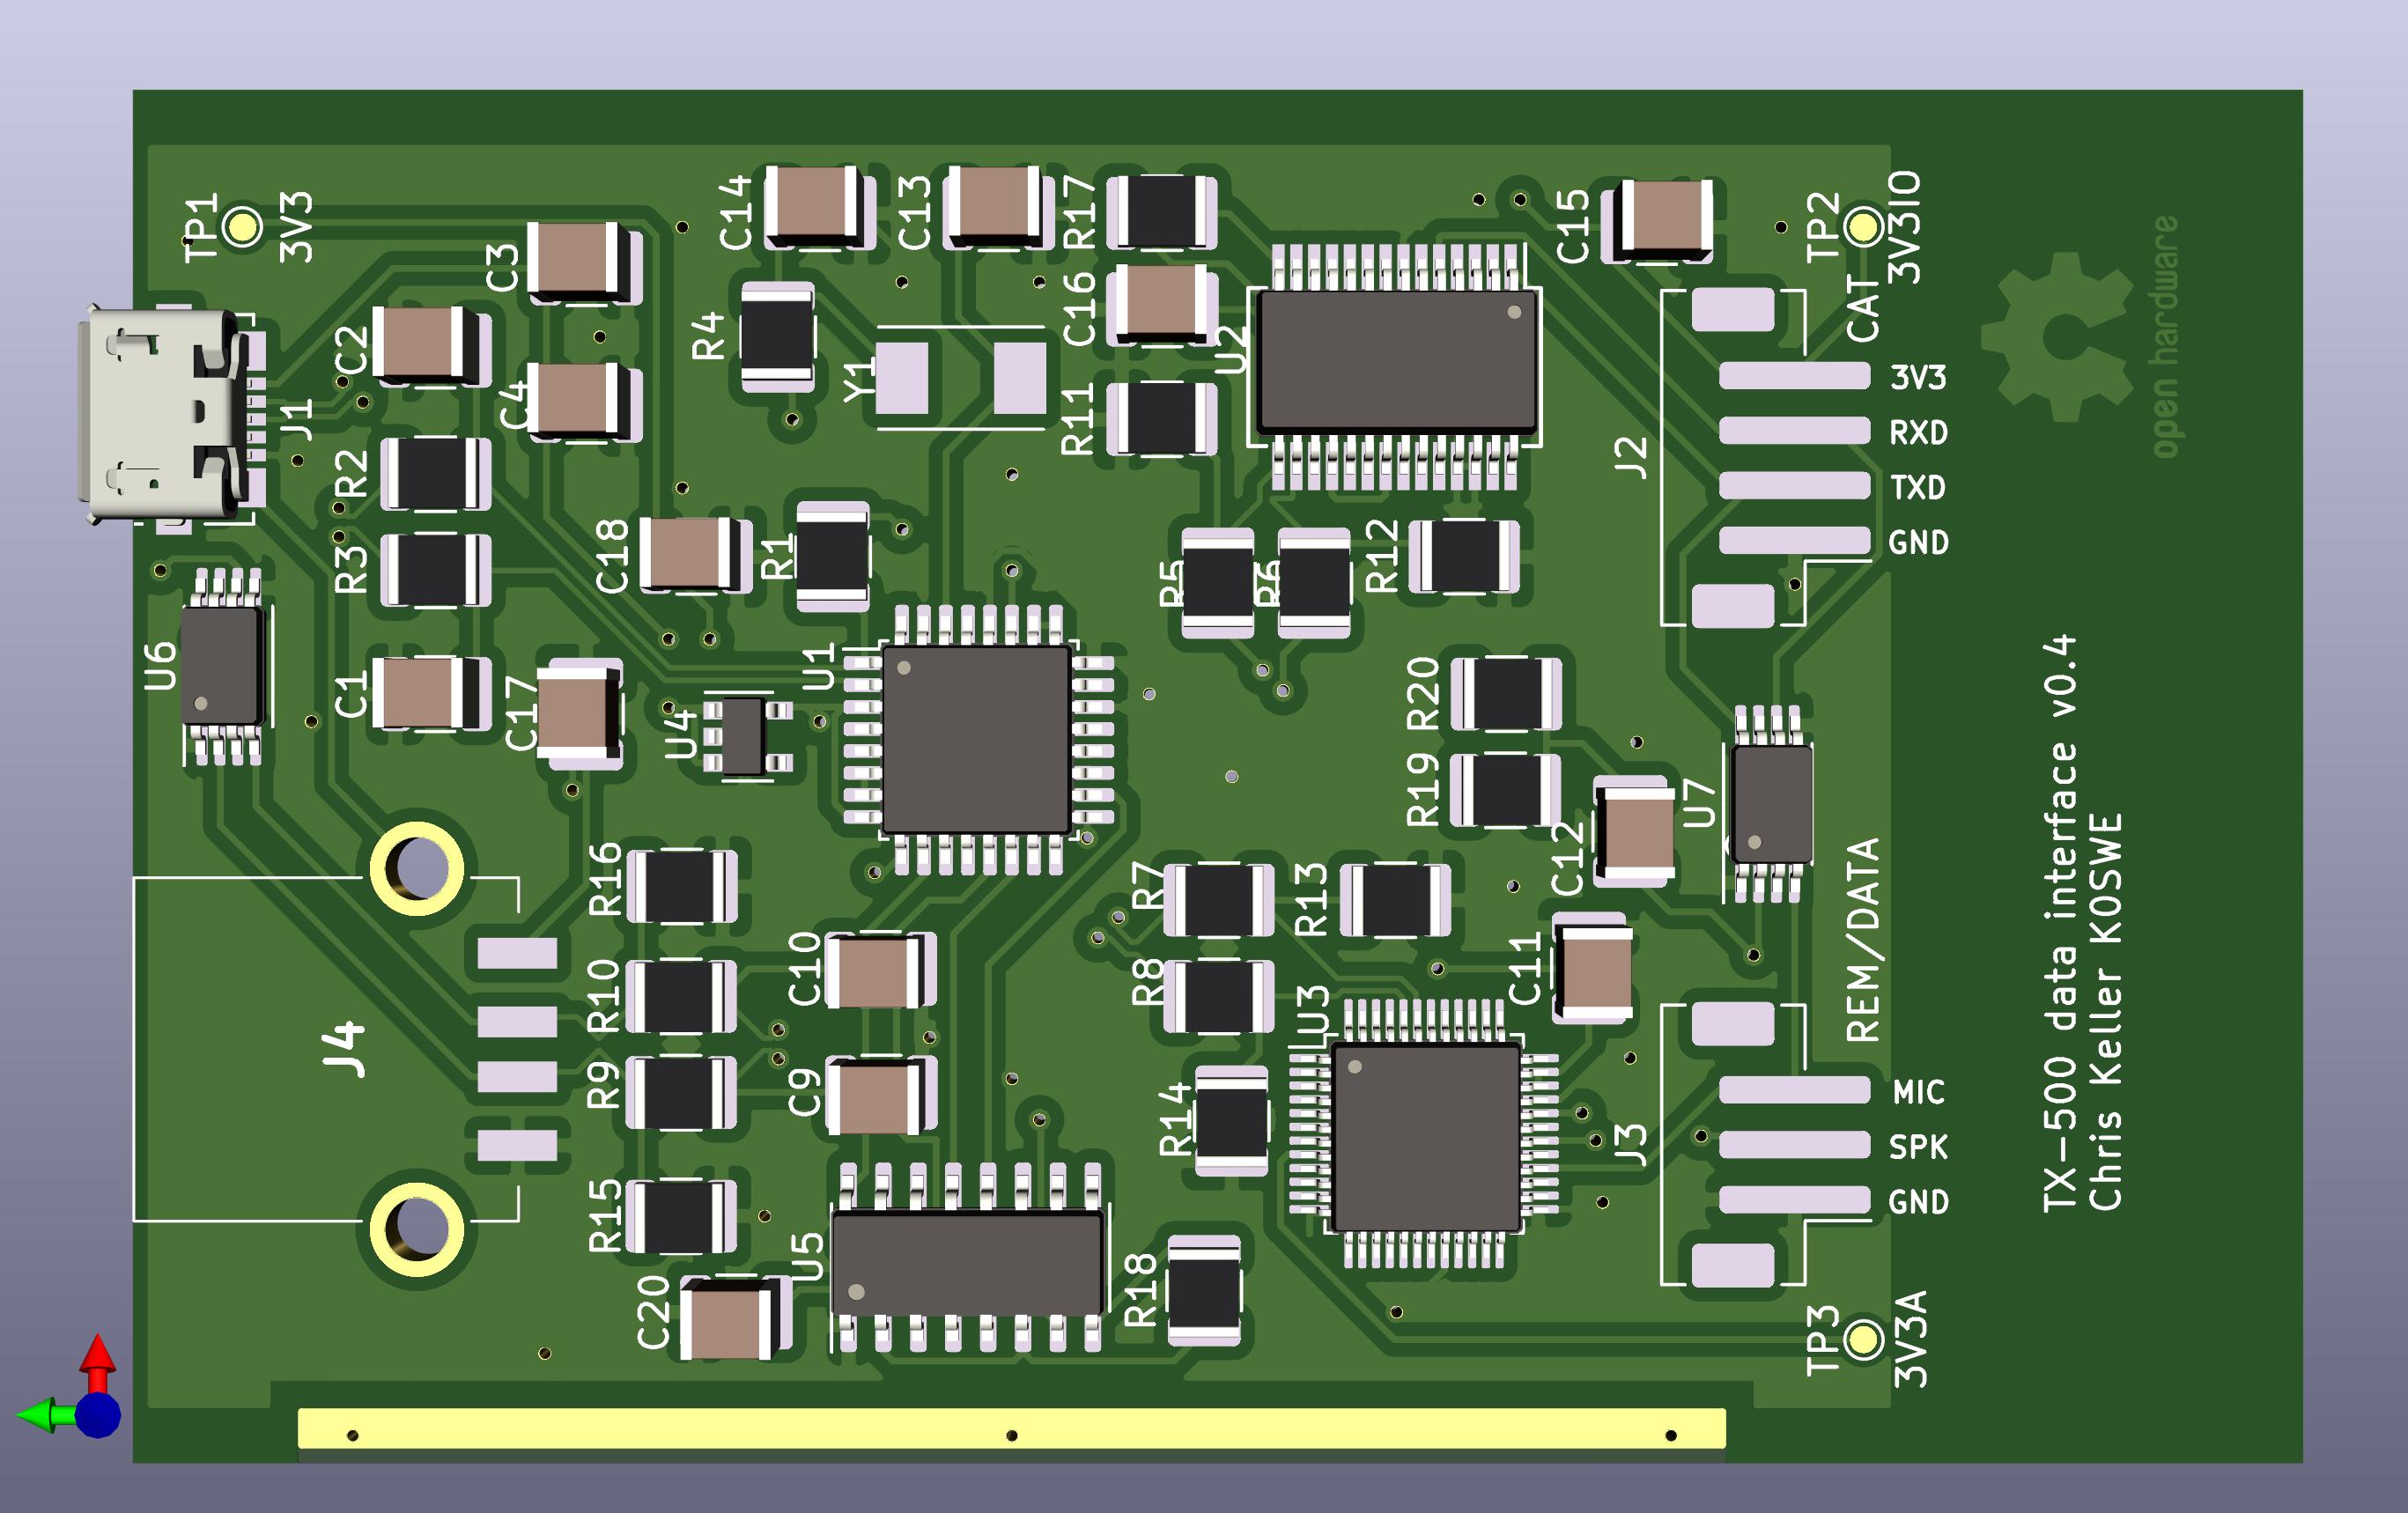 TP1
3V3
C3
C14
C13
R17
C15
TP2
3V3IO
CAT
C2
C4
R4
Y1
C16
U2
R11
J1
J2
3V3
RXD
TXD
GND
open hardware
R2
R3
C18
R1
R5
R6
R12
U6
C1
C17
U4
U1
R20
R19
C12
U7
R16
R7
R13
C10
R10
R8
C11
U3
REM/DATA
J4
R9
C9
R14
J3
MIC
SPK
GND
R15
U5
C20
R18
TP3
3V3A
TX-500 data interface v0.4
Chris Keller K0SWE